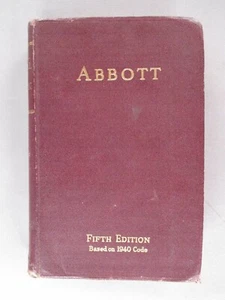 ABBOTT
FIFTH EDITION
Based on 1940 Code